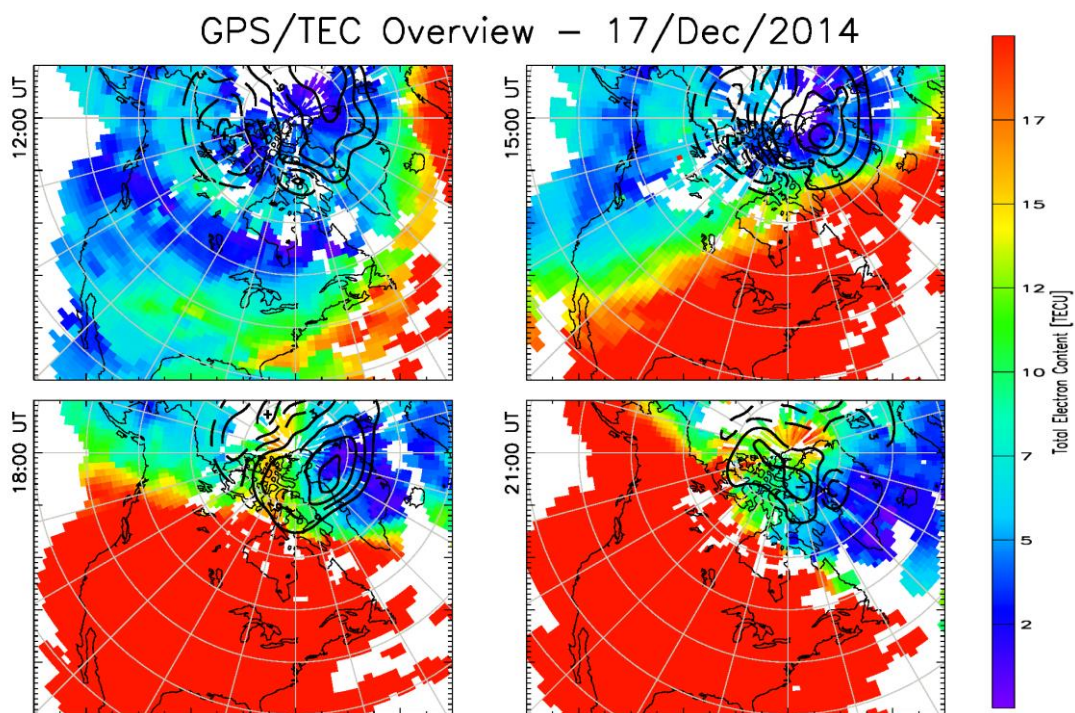 GPS/TEC Overview - 17/Dec/2014
12:00 UT
15:00 UT
18:00 UT
21:00 UT
17
15
12
10
7
5
2
Total Electron Content [TECU]